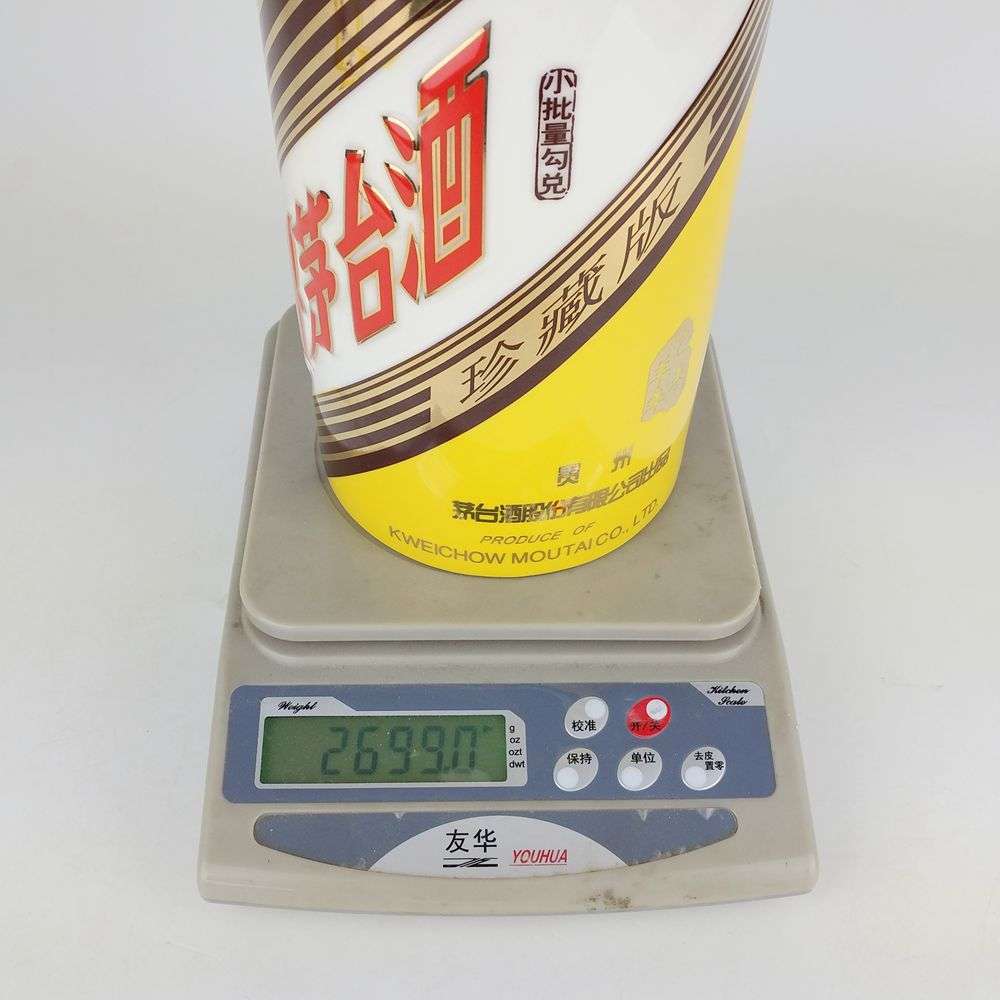 茅台酒
小批量勾兑
珍藏版
贵州
茅台酒股份有限公司出品
PRODUCE OF
KWEICHOW MOUTAI CO., LTD.
Weight
Kitchen
Scale
2699.0
g
oz
ozt
dwt
校准
开/关
保持
单位
去皮
置零
友华
YOUHUA